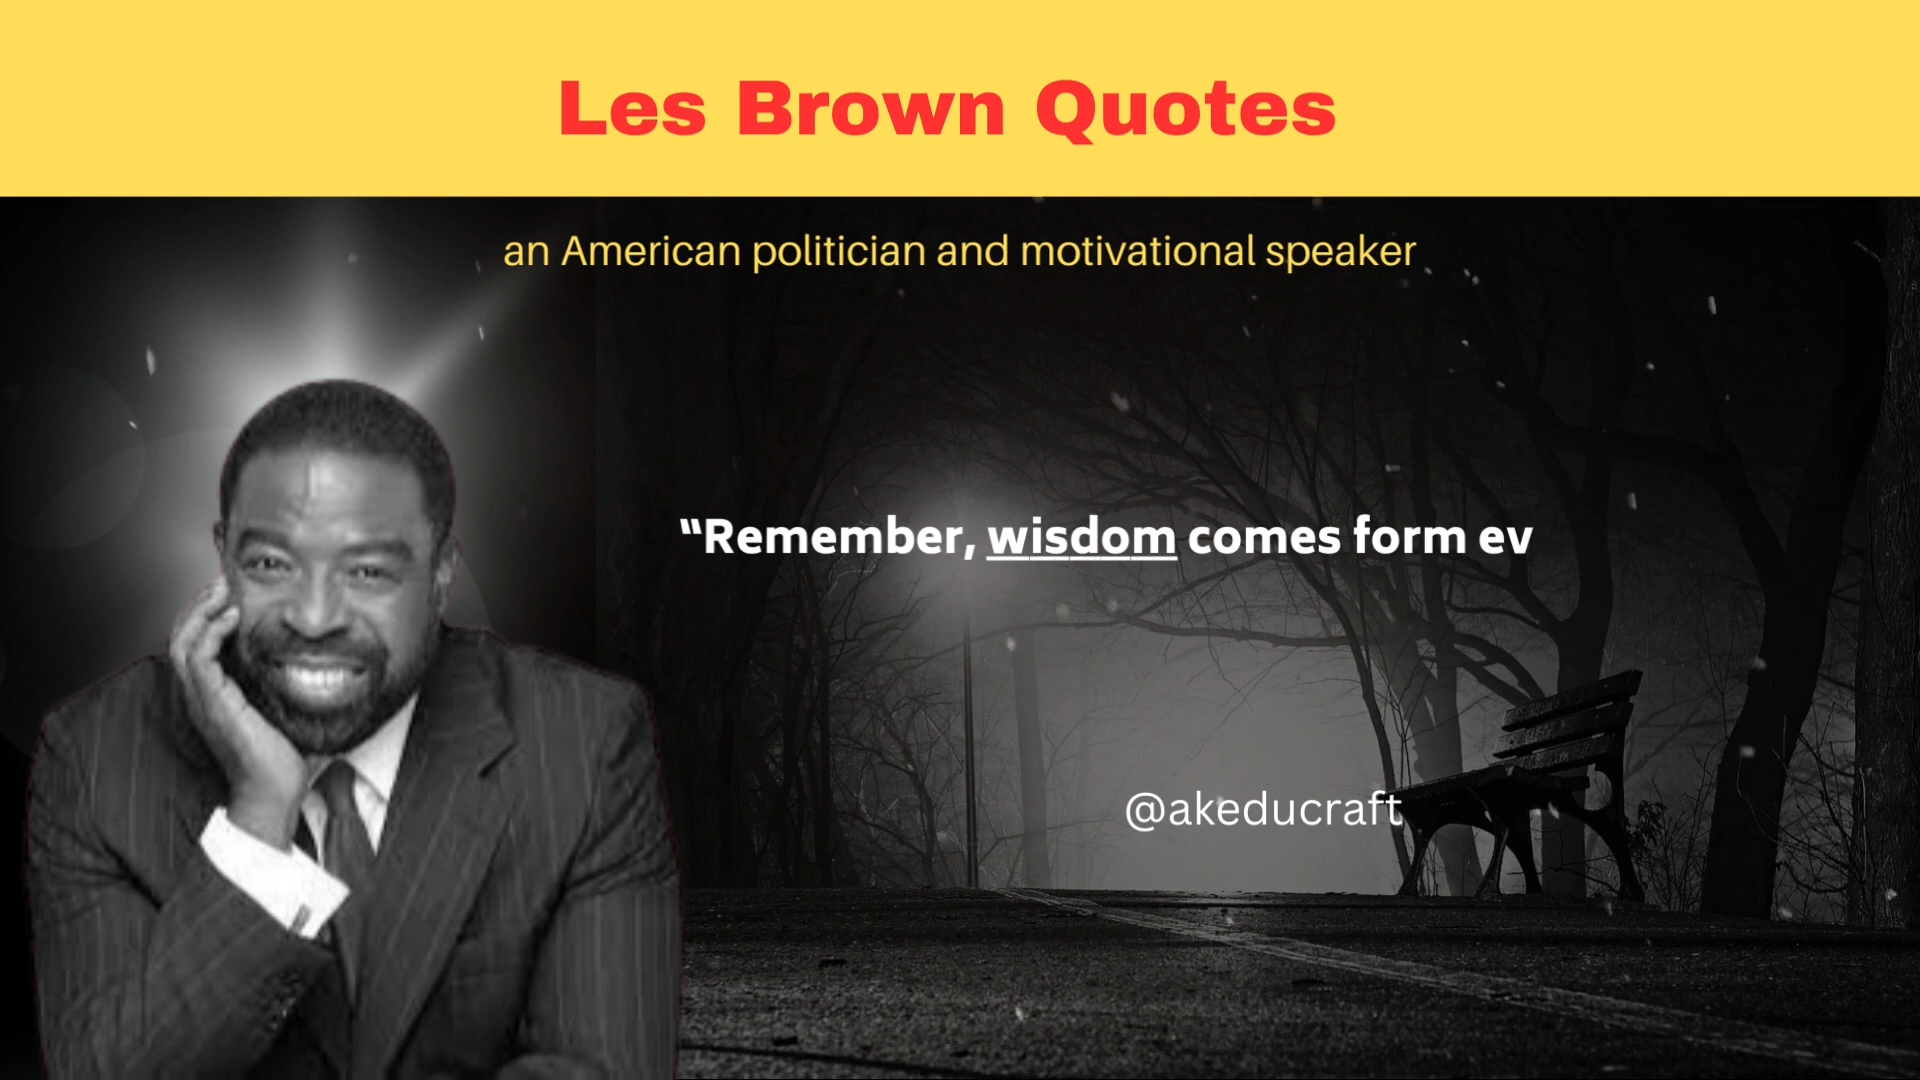 Les Brown Quotes
an American politician and motivational speaker
“Remember, wisdom comes form ev
@akeducraft